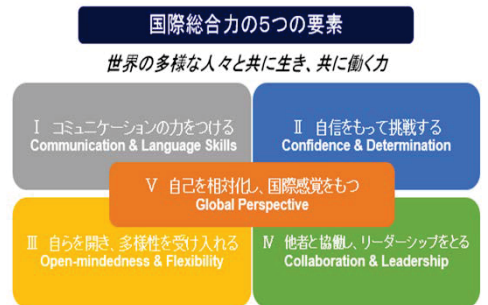 国際総合力の5つの要素
世界の多様な人々と共に生き、共に働く力
Ⅰ コミュニケーションの力をつける
Communication & Language Skills
Ⅱ 自信をもって挑戦する
Confidence & Determination
Ⅴ 自己を相対化し、国際感覚をもつ
Global Perspective
Ⅲ 自らを開き、多様性を受け入れる
Open-mindedness & Flexibility
Ⅳ 他者と協働し、リーダーシップをとる
Collaboration & Leadership